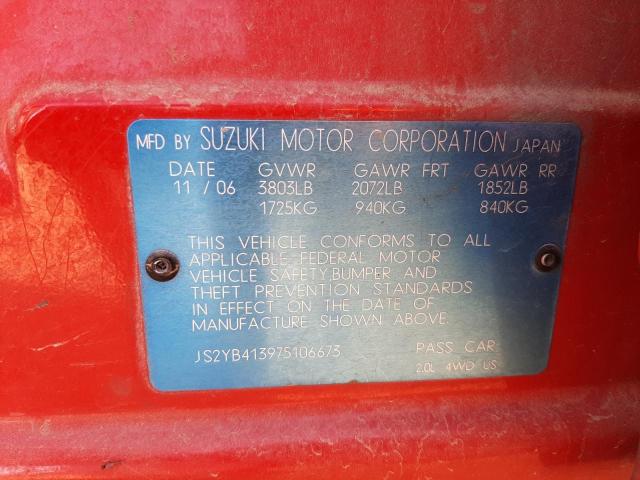 MFD BY SUZUKI MOTOR CORPORATION JAPAN
DATE GVWR GAWR FRT GAWR RR
11 / 06 3803LB 2072LB 1852LB
1725KG 940KG 840KG
THIS VEHICLE CONFORMS TO ALL
APPLICABLE FEDERAL MOTOR
VEHICLE SAFETY,BUMPER AND
THEFT PREVENTION STANDARDS
IN EFFECT ON THE DATE OF
MANUFACTURE SHOWN ABOVE.
JS2YB413975106673 PASS CAR
2.0L 4WD US